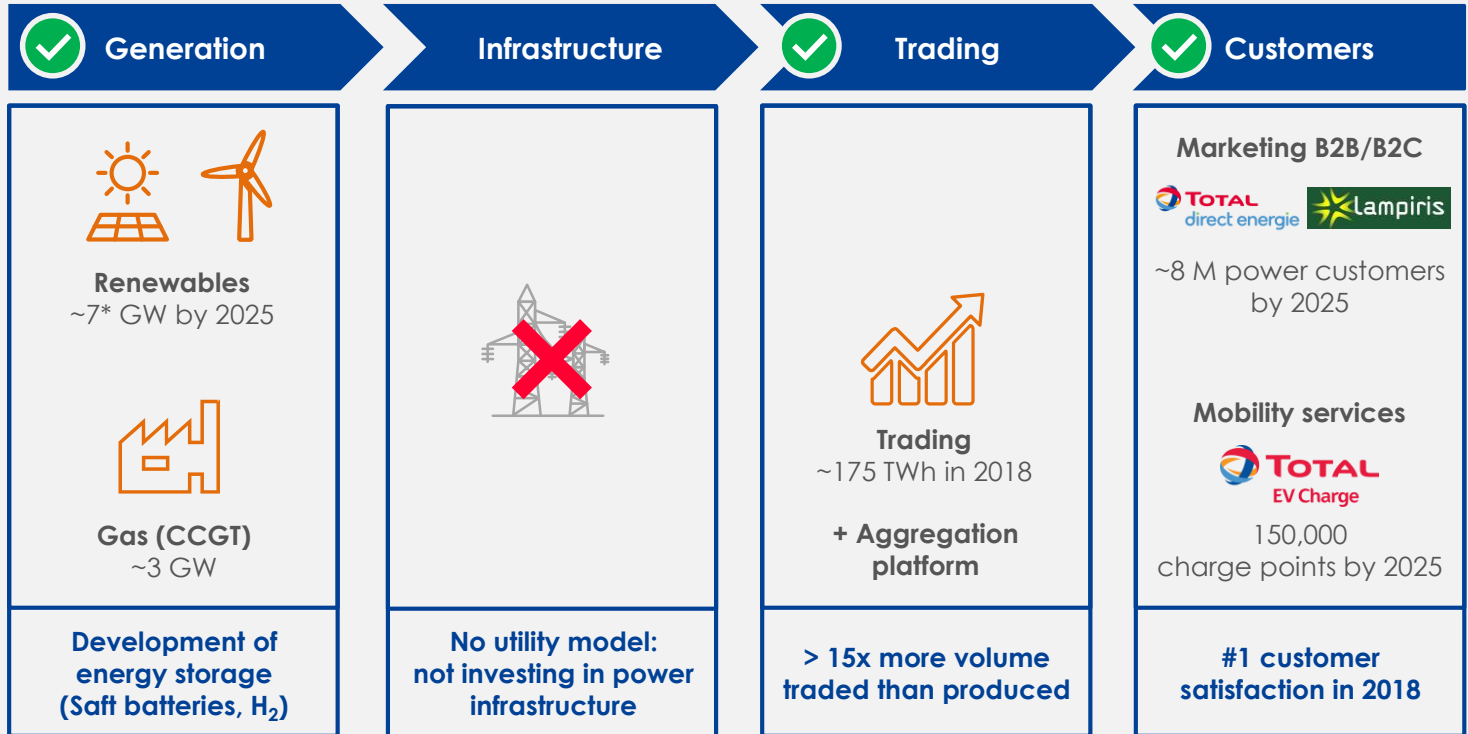 Generation
Infrastructure
Trading
Customers
Renewables
~7* GW by 2025
Gas (CCGT)
~3 GW
Development of
energy storage
(Saft batteries, H₂)
No utility model:
not investing in power
infrastructure
Trading
~175 TWh in 2018
+ Aggregation
platform
> 15x more volume
traded than produced
Marketing B2B/B2C
TOTAL
direct energie
Lampiris
~8 M power customers
by 2025
Mobility services
TOTAL
EV Charge
150,000
charge points by 2025
#1 customer
satisfaction in 2018